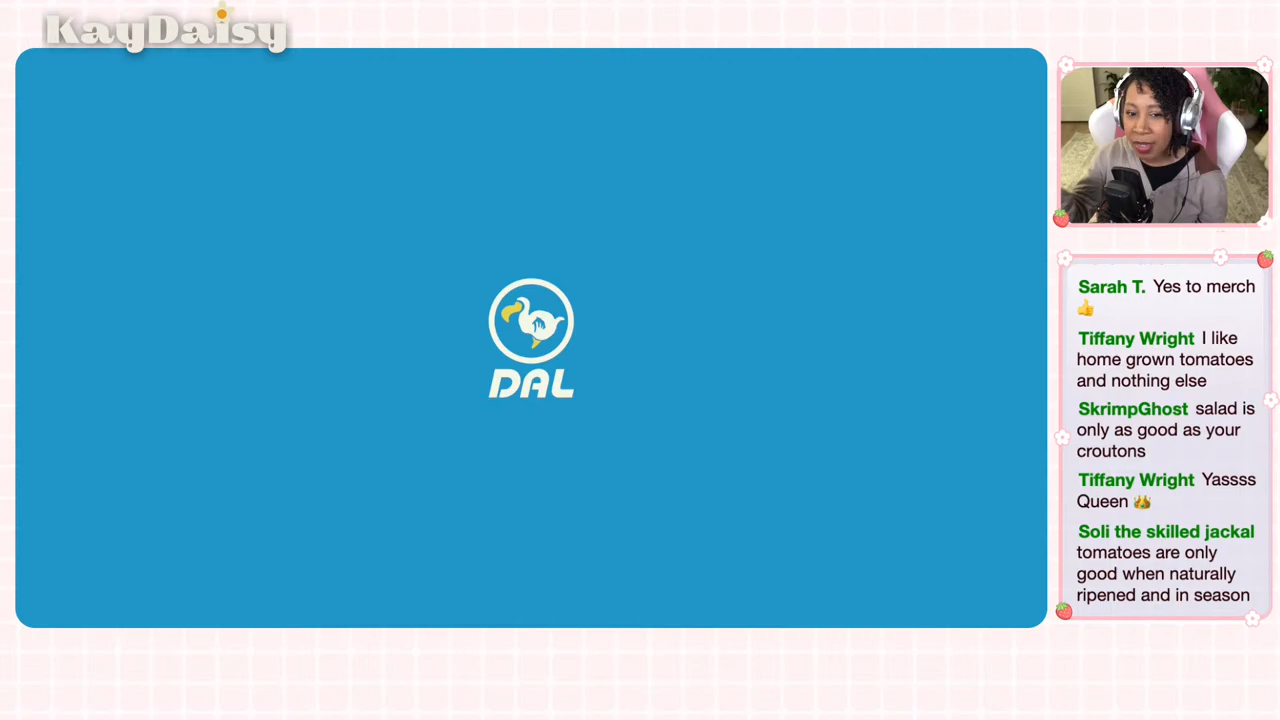 KayDaisy
DAL
Sarah T. Yes to merch
👍
Tiffany Wright I like
home grown tomatoes
and nothing else
SkrimpGhost salad is
only as good as your
croutons
Tiffany Wright Yassss
Queen 👑
Soli the skilled jackal
tomatoes are only
good when naturally
ripened and in season